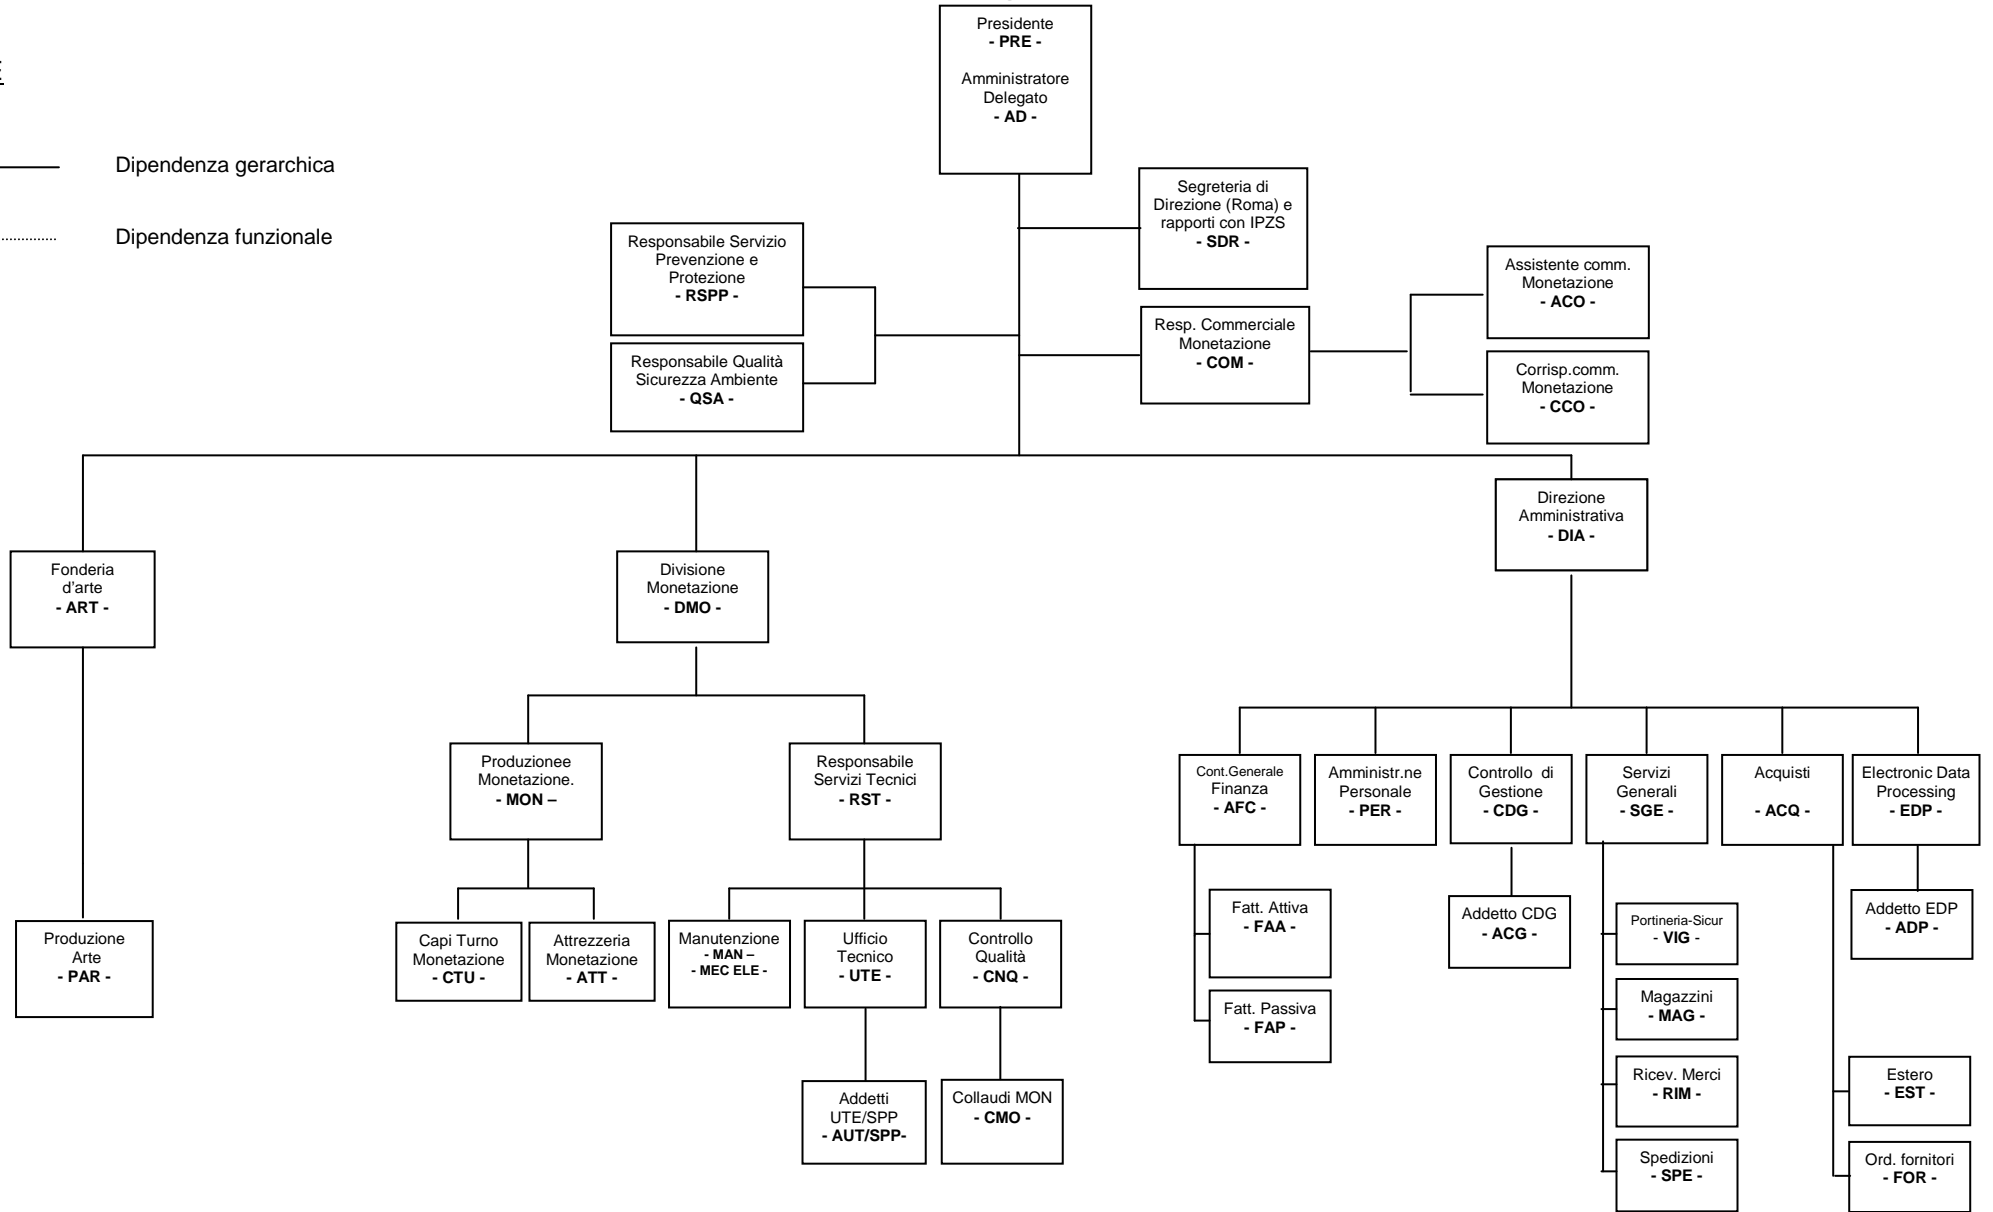 Presidente
- PRE -
Amministratore
Delegato
- AD -
Dipendenza gerarchica
Dipendenza funzionale
Segreteria di
Direzione (Roma) e
rapporti con IPZS
- SDR -
Responsabile Servizio
Prevenzione e
Protezione
- RSPP -
Assistente comm.
Monetazione
- ACO -
Resp. Commerciale
Monetazione
- COM -
Responsabile Qualità
Sicurezza Ambiente
- QSA -
Corrisp.comm.
Monetazione
- CCO -
Direzione
Amministrativa
- DIA -
Fonderia
d'arte
- ART -
Divisione
Monetazione
- DMO -
Produzionee
Monetazione.
- MON –
Responsabile
Servizi Tecnici
- RST -
Cont.Generale
Finanza
- AFC -
Amministr.ne
Personale
- PER -
Controllo di
Gestione
- CDG -
Servizi
Generali
- SGE -
Acquisti
- ACQ -
Electronic Data
Processing
- EDP -
Produzione
Arte
- PAR -
Capi Turno
Monetazione
- CTU -
Attrezzeria
Monetazione
- ATT -
Manutenzione
- MAN –
- MEC ELE -
Ufficio
Tecnico
- UTE -
Controllo
Qualità
- CNQ -
Fatt. Attiva
- FAA -
Addetto CDG
- ACG -
Portineria-Sicur
- VIG -
Addetto EDP
- ADP -
Fatt. Passiva
- FAP -
Magazzini
- MAG -
Addetti
UTE/SPP
- AUT/SPP-
Collaudi MON
- CMO -
Ricev. Merci
- RIM -
Estero
- EST -
Spedizioni
- SPE -
Ord. fornitori
- FOR -